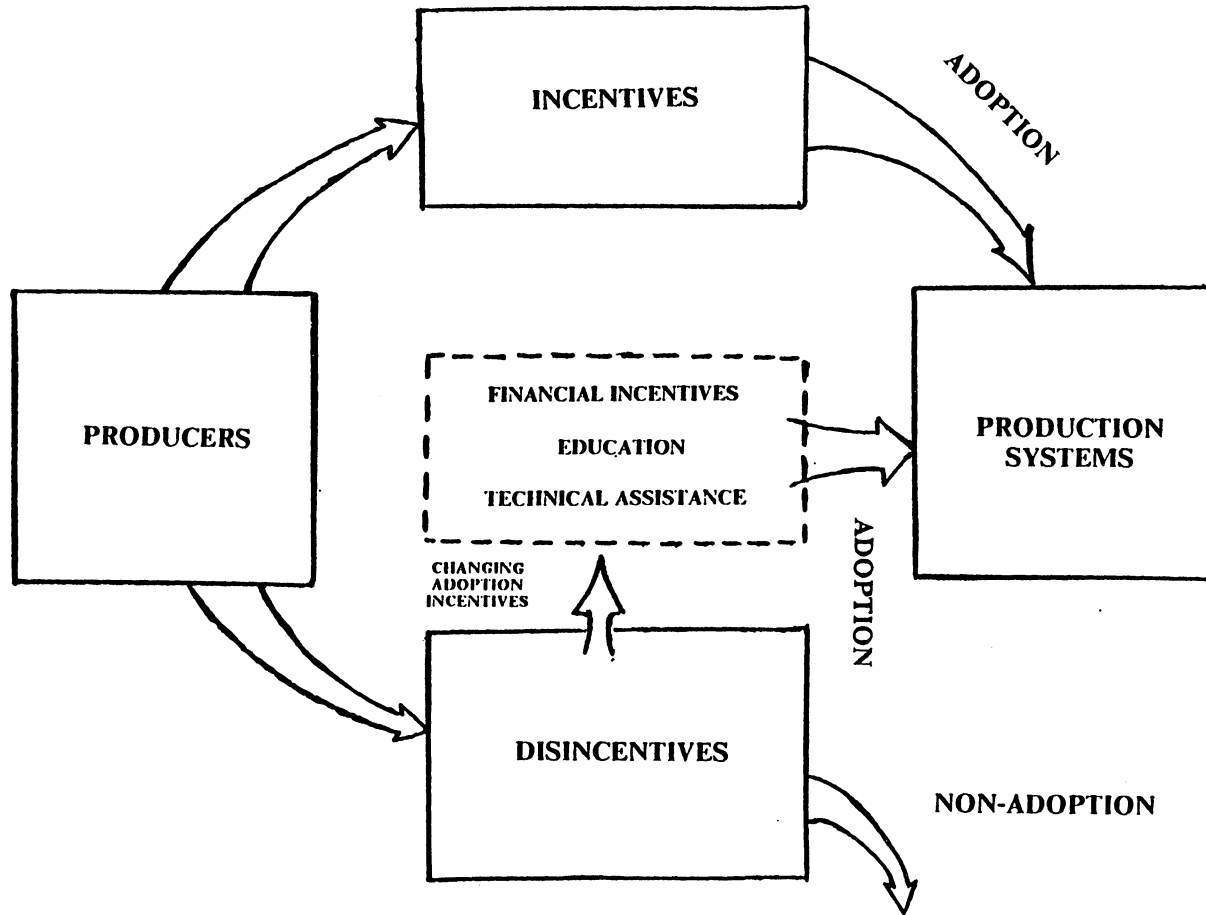 INCENTIVES
ADOPTION
PRODUCERS
FINANCIAL INCENTIVES
EDUCATION
TECHNICAL ASSISTANCE
PRODUCTION
SYSTEMS
ADOPTION
CHANGING
ADOPTION
INCENTIVES
DISINCENTIVES
NON-ADOPTION